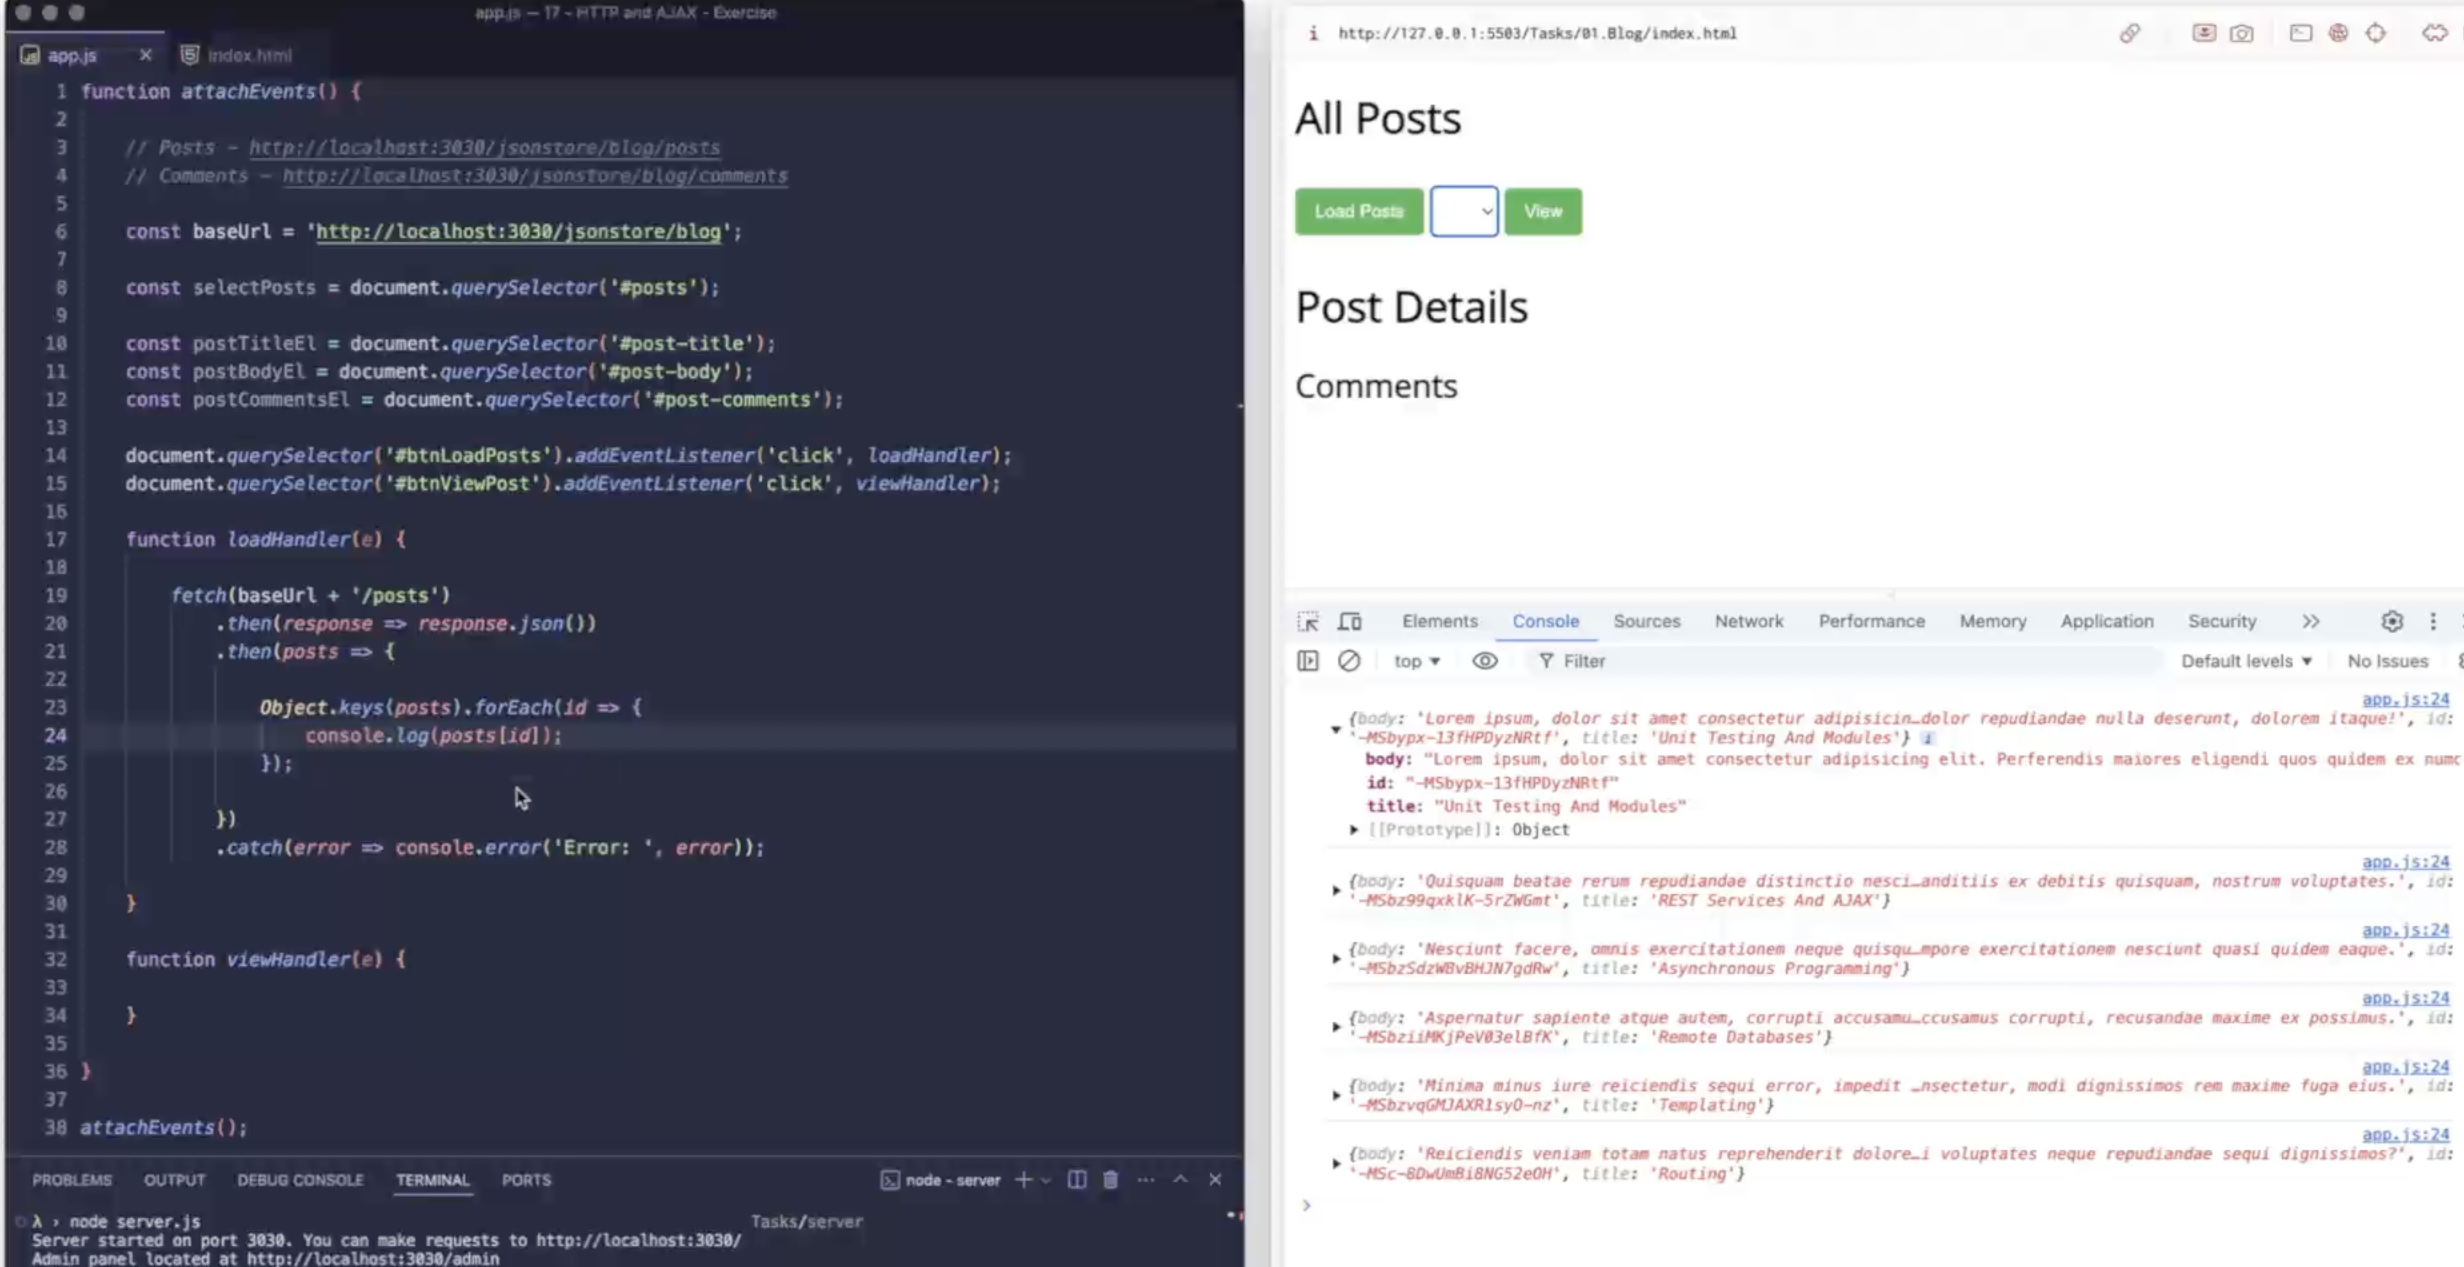 app.js — 17 - HTTP and AJAX - Exercise
app.js × index.html
1 function attachEvents() {
2
3 // Posts - http://localhost:3030/jsonstore/blog/posts
4 // Comments - http://localhost:3030/jsonstore/blog/comments
5
6 const baseUrl = 'http://localhost:3030/jsonstore/blog';
7
8 const selectPosts = document.querySelector('#posts');
9
10 const postTitleEl = document.querySelector('#post-title');
11 const postBodyEl = document.querySelector('#post-body');
12 const postCommentsEl = document.querySelector('#post-comments');
13
14 document.querySelector('#btnLoadPosts').addEventListener('click', loadHandler);
15 document.querySelector('#btnViewPost').addEventListener('click', viewHandler);
16
17 function loadHandler(e) {
18
19 fetch(baseUrl + '/posts')
20 .then(response => response.json())
21 .then(posts => {
22
23 Object.keys(posts).forEach(id => {
24 console.log(posts[id]);
25 });
26
27 })
28 .catch(error => console.error('Error: ', error));
29
30 }
31
32 function viewHandler(e) {
33
34 }
35
36 }
37
38 attachEvents();
PROBLEMS OUTPUT DEBUG CONSOLE TERMINAL PORTS node - server
λ › node server.js Tasks/server
Server started on port 3030. You can make requests to http://localhost:3030/
Admin panel located at http://localhost:3030/admin
http://127.0.0.1:5503/Tasks/01.Blog/index.html
All Posts
Load Posts View
Post Details
Comments
Elements Console Sources Network Performance Memory Application Security
top Filter Default levels No Issues
app.js:24
{body: 'Lorem ipsum, dolor sit amet consectetur adipisicin…dolor repudiandae nulla deserunt, dolorem itaque!', id:
'-MSbypx-13fHPDyzNRtf', title: 'Unit Testing And Modules'} i
body: "Lorem ipsum, dolor sit amet consectetur adipisicing elit. Perferendis maiores eligendi quos quidem ex numc
id: "-MSbypx-13fHPDyzNRtf"
title: "Unit Testing And Modules"
[[Prototype]]: Object
app.js:24
{body: 'Quisquam beatae rerum repudiandae distinctio nesci…anditiis ex debitis quisquam, nostrum voluptates.', id:
'-MSbz99qxklK-5rZWGmt', title: 'REST Services And AJAX'}
app.js:24
{body: 'Nesciunt facere, omnis exercitationem neque quisqu…mpore exercitationem nesciunt quasi quidem eaque.', id:
'-MSbzSdzWBvBHJN7gdRw', title: 'Asynchronous Programming'}
app.js:24
{body: 'Aspernatur sapiente atque autem, corrupti accusamu…ccusamus corrupti, recusandae maxime ex possimus.', id:
'-MSbziiMKjPeV03elBfK', title: 'Remote Databases'}
app.js:24
{body: 'Minima minus iure reiciendis sequi error, impedit …nsectetur, modi dignissimos rem maxime fuga eius.', id:
'-MSbzvqGMJAXR1syO-nz', title: 'Templating'}
app.js:24
{body: 'Reiciendis veniam totam natus reprehenderit dolore…i voluptates neque repudiandae sequi dignissimos?', id:
'-MSc-8DwUmBi8NG52eOH', title: 'Routing'}